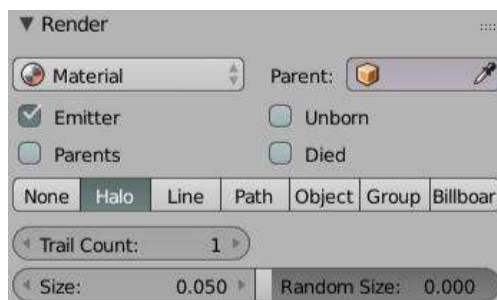 Render
Material Parent:
Emitter Unborn
Parents Died
None Halo Line Path Object Group Billboar
Trail Count: 1
Size: 0.050 Random Size: 0.000